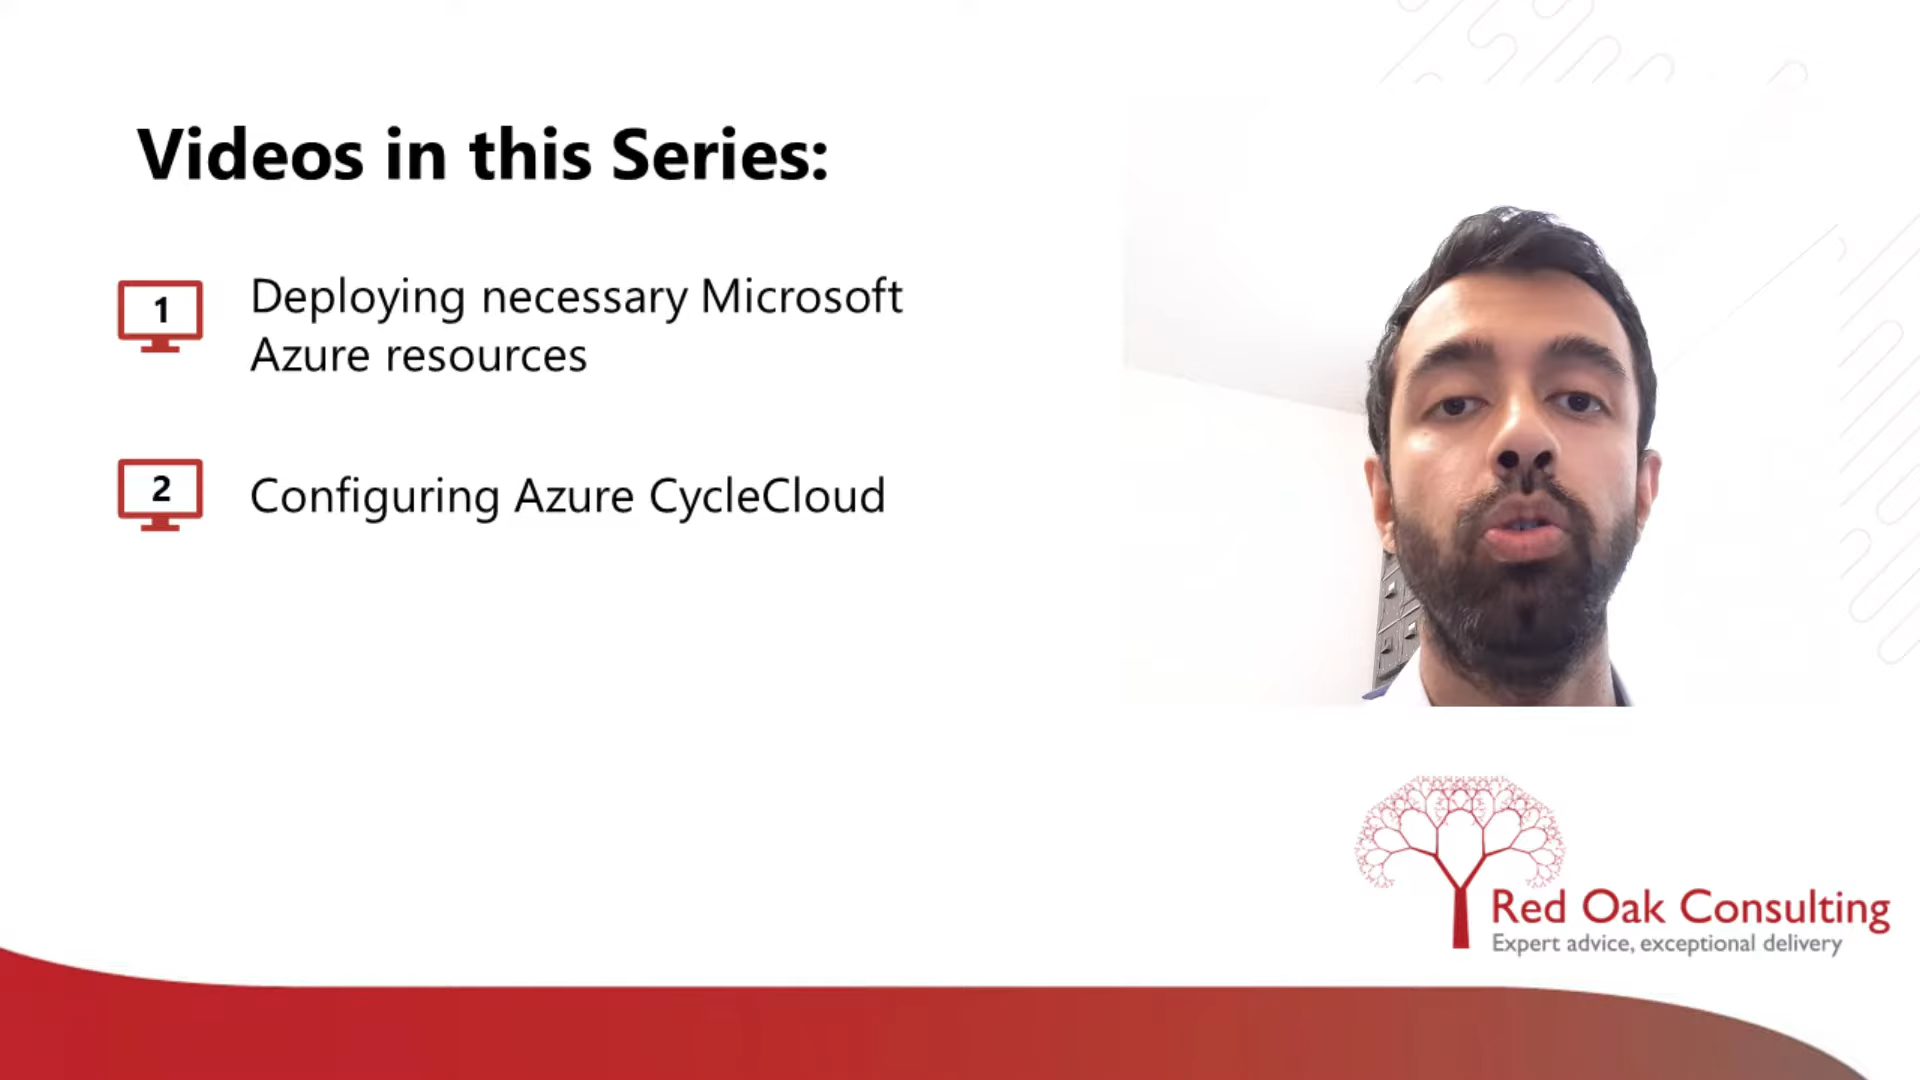 Videos in this Series:
1
Deploying necessary Microsoft
Azure resources
2
Configuring Azure CycleCloud
Red Oak Consulting
Expert advice, exceptional delivery